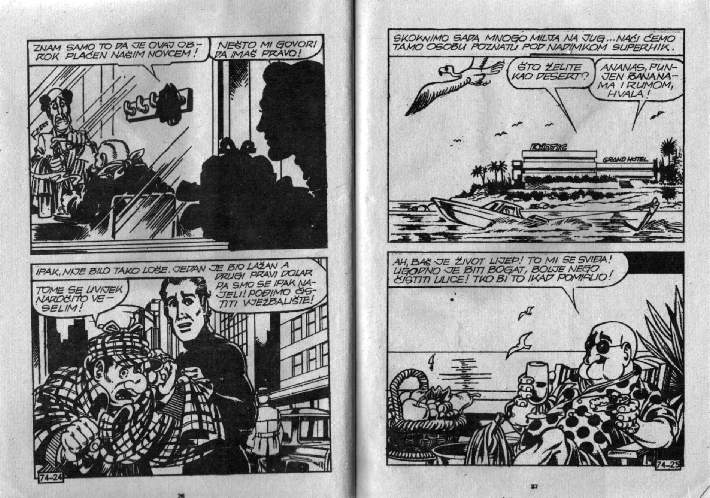 ZNAM SAMO TO DA JE OVAJ OB-
ROK PLAĆEN NAŠIM NOVCEM!
NEŠTO MI GOVORI
DA IMAŠ PRAVO!
IPAK, NIJE BILO TAKO LOŠE. JEDAN JE BIO LAŽAN A
DRUGI PRAVI DOLAR
PA SMO SE IPAK NA-
JELI! POĐIMO ČIS-
TITI VJEŽBALIŠTE!
TOME SE UVIJEK
NAROČITO VE-
SELIM!
74-24
SKOKNIMO SADA MNOGO MILJA NA JUG...NAĆI ĆEMO
TAMO OSOBU POZNATU POD NADIMKOM SUPERHIK.
ŠTO ŽELITE
KAO DESERT?
ANANAS, PUN-
JEN BANANA-
MA I RUMOM,
HVALA!
GRAND HOTEL
AH, BAŠ JE ŽIVOT LIJEP! TO MI SE SVIĐA!
UGODNO JE BITI BOGAT, BOLJE NEGO
ČISTITI ULICE! TKO BI TO IKAD POMISLIO!
74-25